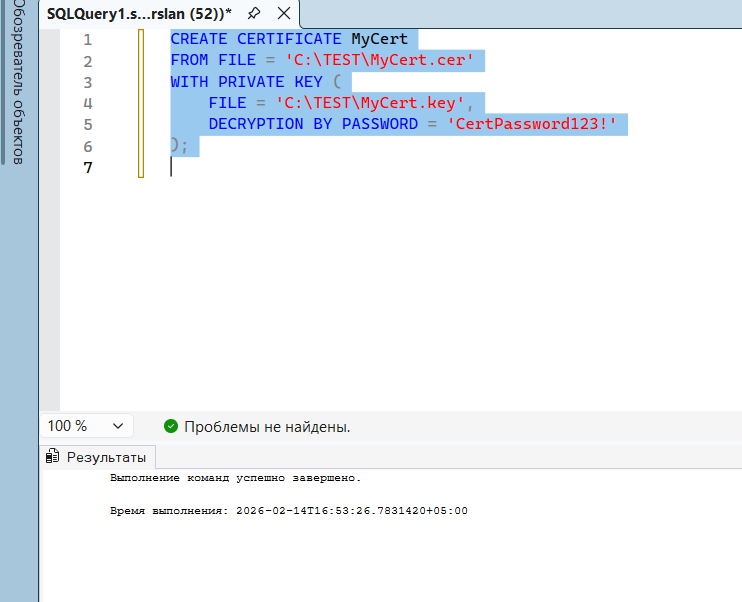 SQLQuery1.s...rslan (52))*
Обозреватель объектов
1 CREATE CERTIFICATE MyCert
2 FROM FILE = 'C:\TEST\MyCert.cer'
3 WITH PRIVATE KEY (
4 FILE = 'C:\TEST\MyCert.key',
5 DECRYPTION BY PASSWORD = 'CertPassword123!'
6 );
7
100 %
Проблемы не найдены.
Результаты
Выполнение команд успешно завершено.
Время выполнения: 2026-02-14T16:53:26.7831420+05:00